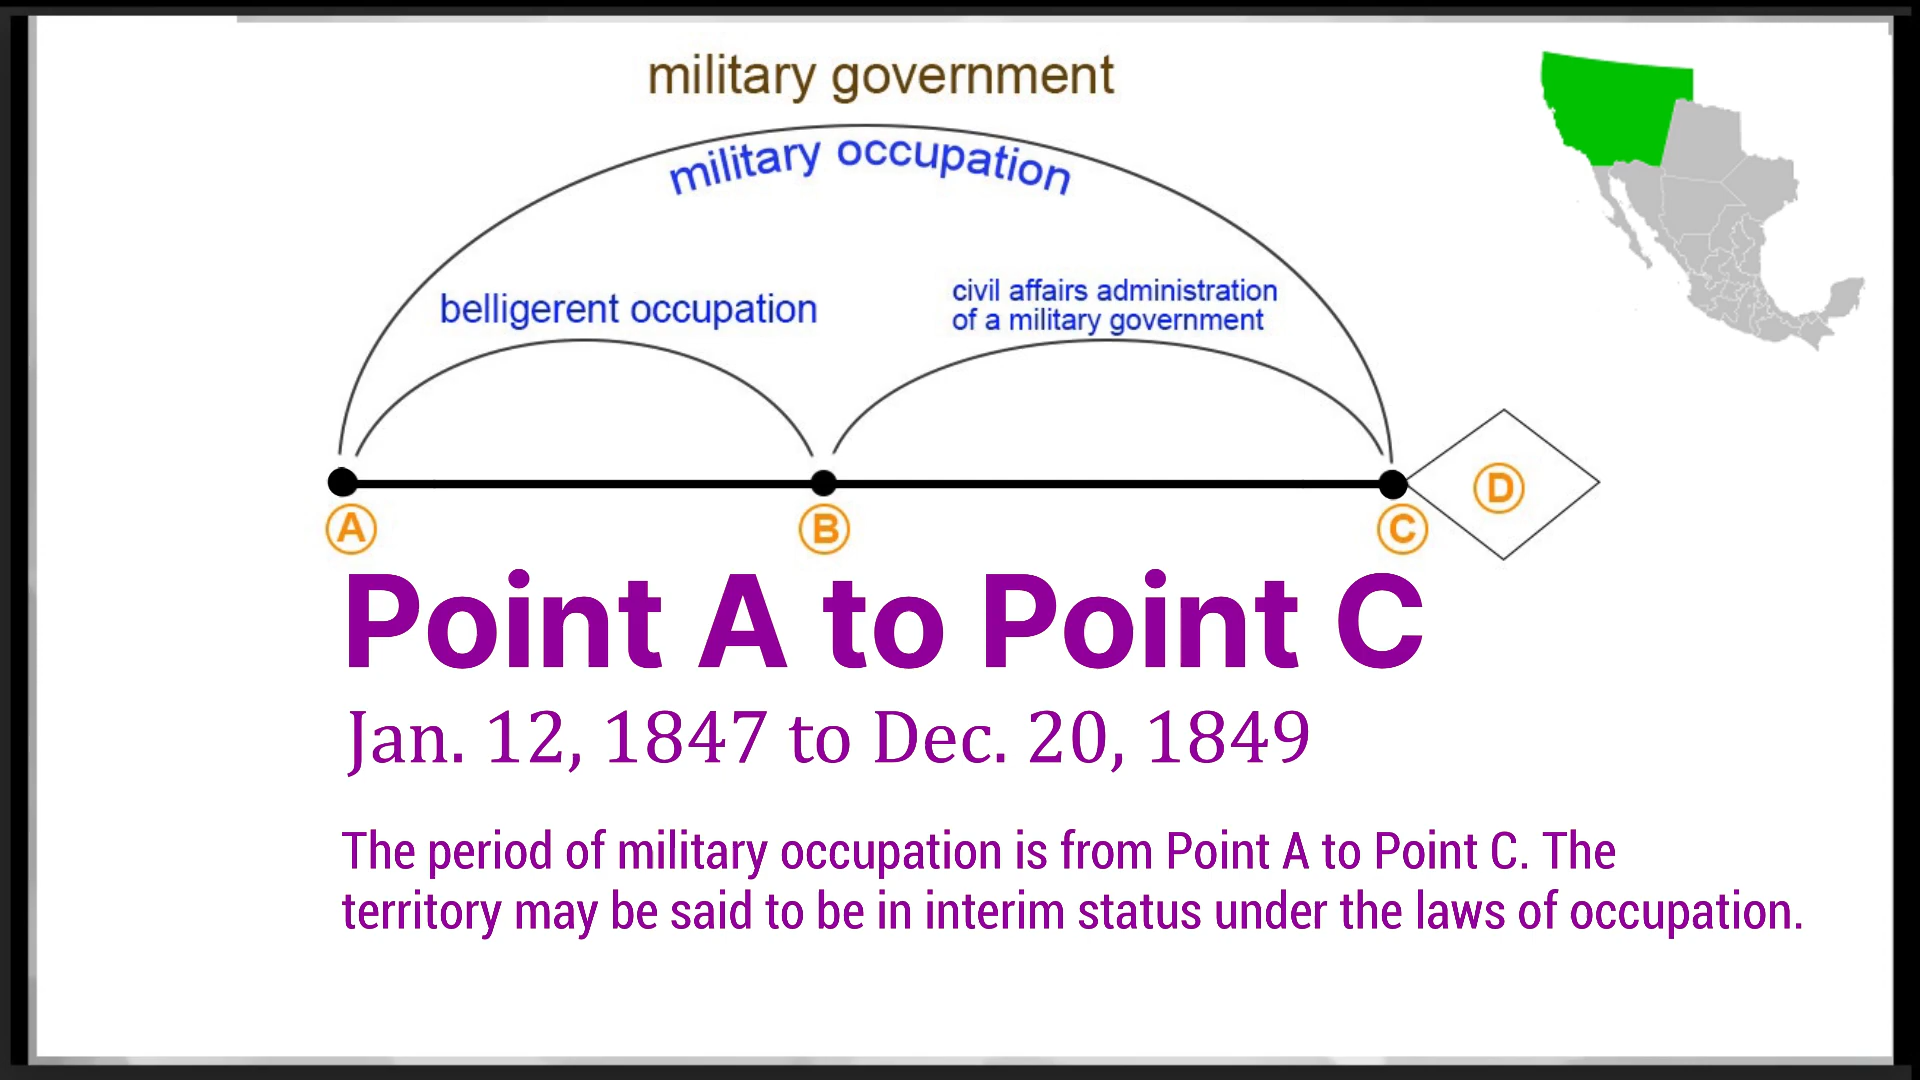 military government
military occupation
belligerent occupation
civil affairs administration
of a military government
A
B
C
D
Point A to Point C
Jan. 12, 1847 to Dec. 20, 1849
The period of military occupation is from Point A to Point C. The
territory may be said to be in interim status under the laws of occupation.